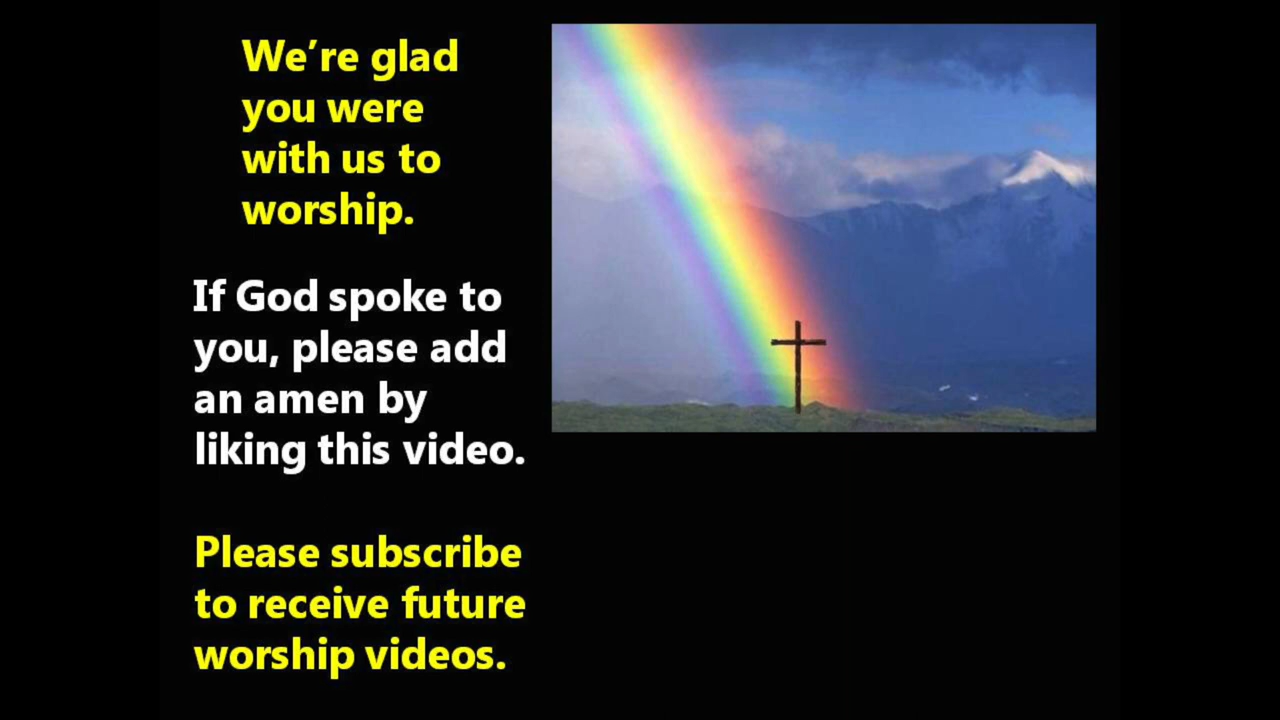 We’re glad
you were
with us to
worship.
If God spoke to
you, please add
an amen by
liking this video.
Please subscribe
to receive future
worship videos.